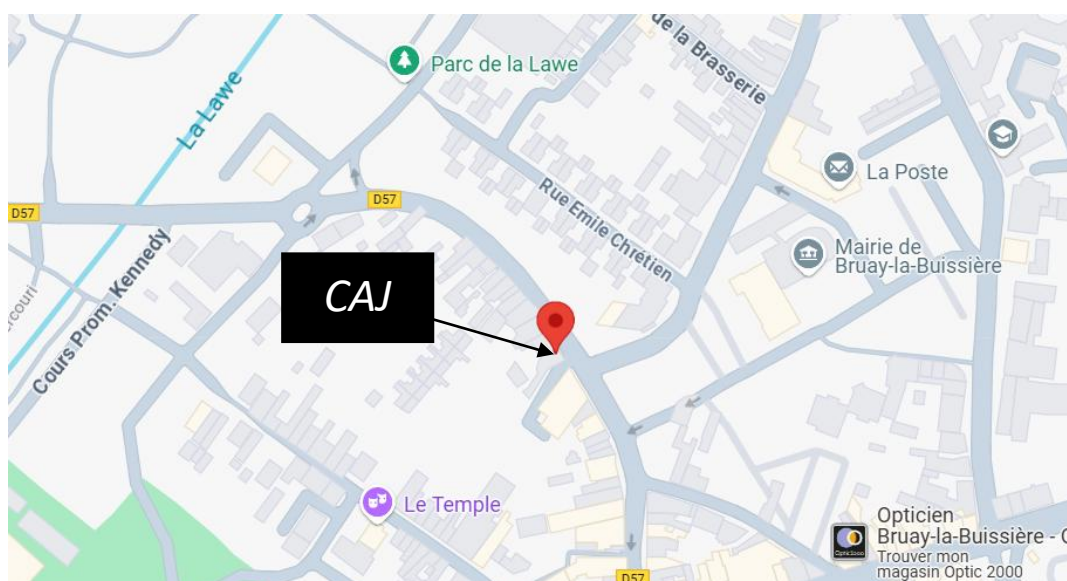 de la Brasserie
Parc de la Lawe
La Lawe
La Poste
D57
D57
Rue Emile Chrétien
Mairie de
Bruay-la-Buissière
CAJ
Cours Prom. Kennedy
Le Temple
Opticien
Bruay-la-Buissière -
Trouver mon
magasin Optic 2000
D57